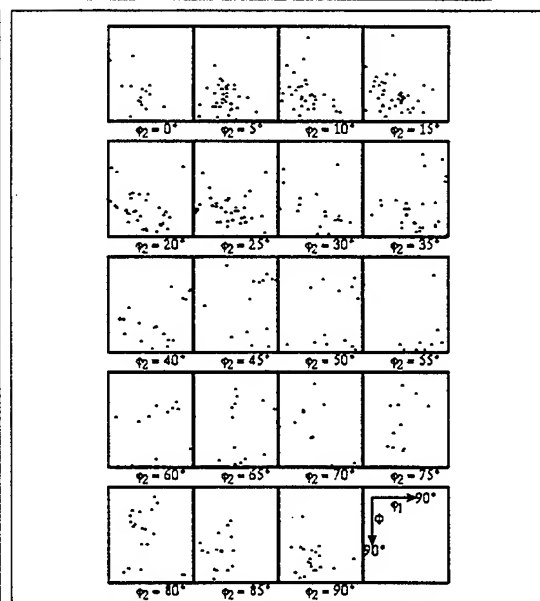 φ2 = 0° φ2 = 5° φ2 = 10° φ2 = 15°
φ2 = 20° φ2 = 25° φ2 = 30° φ2 = 35°
φ2 = 40° φ2 = 45° φ2 = 50° φ2 = 55°
φ2 = 60° φ2 = 65° φ2 = 70° φ2 = 75°
φ1 90°
Φ
90°
φ2 = 80° φ2 = 85° φ2 = 90°